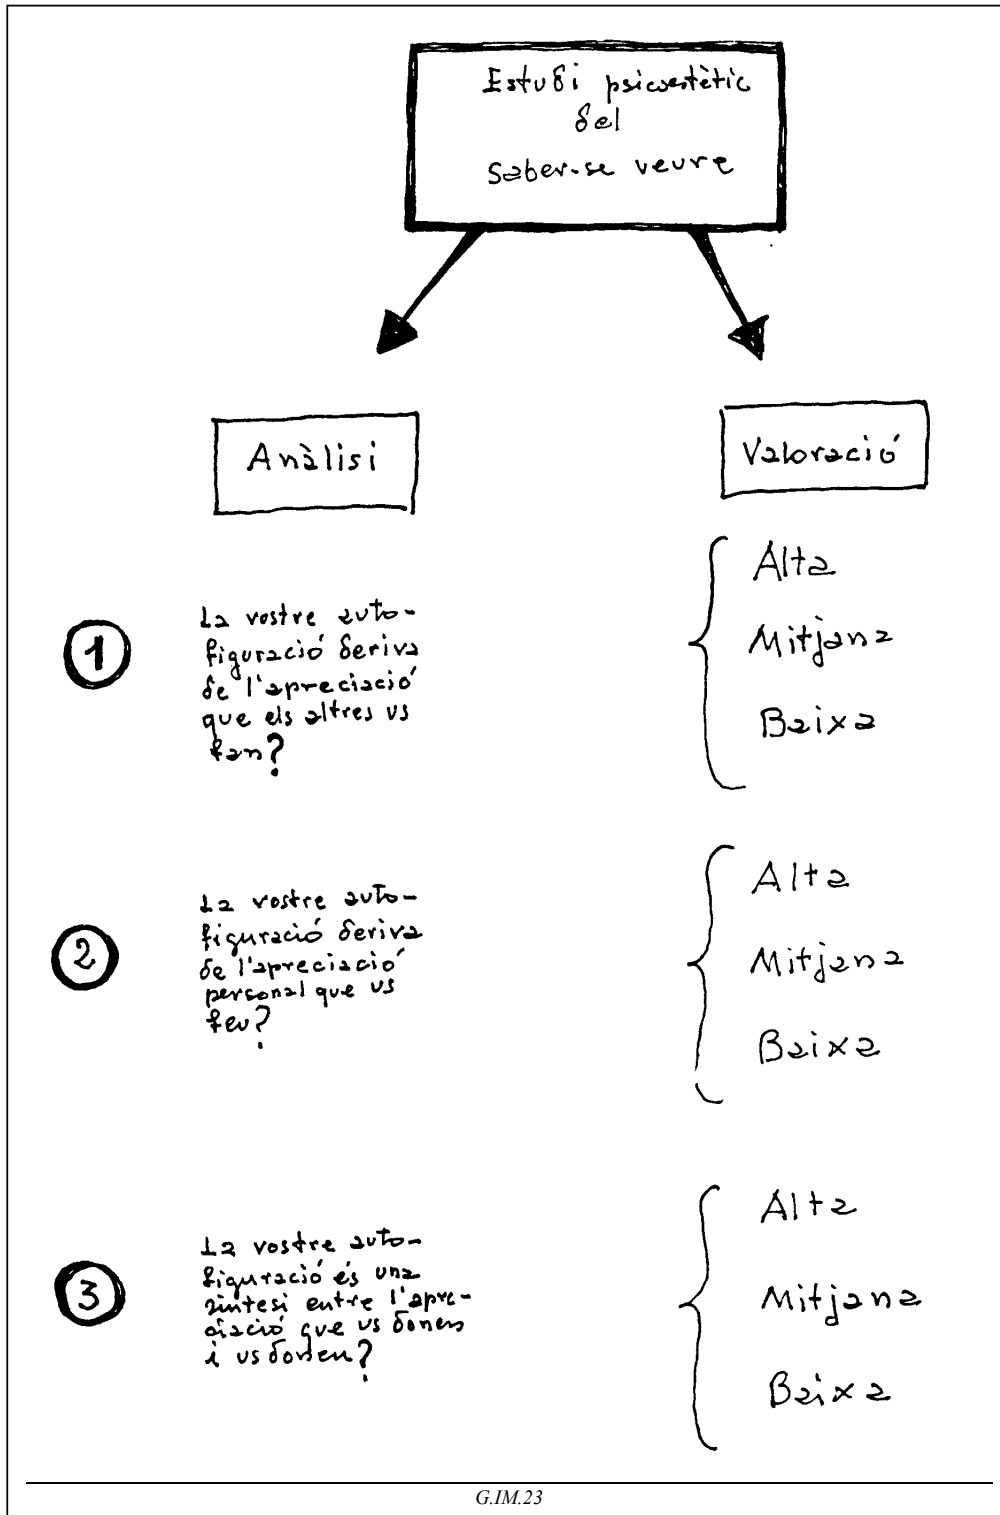 Estudi psicoestètic
del
saber-se veure
Anàlisi
Valoració
1
La vostre auto-
figuració deriva
de l'apreciació
que els altres us
fan?
Alta
Mitjana
Baixa
2
La vostre auto-
figuració deriva
de l'apreciació
personal que us
feu?
Alta
Mitjana
Baixa
3
La vostre auto-
figuració és una
síntesi entre l'apre-
ciació que us donen
i us doneu?
Alta
Mitjana
Baixa
G.IM.23